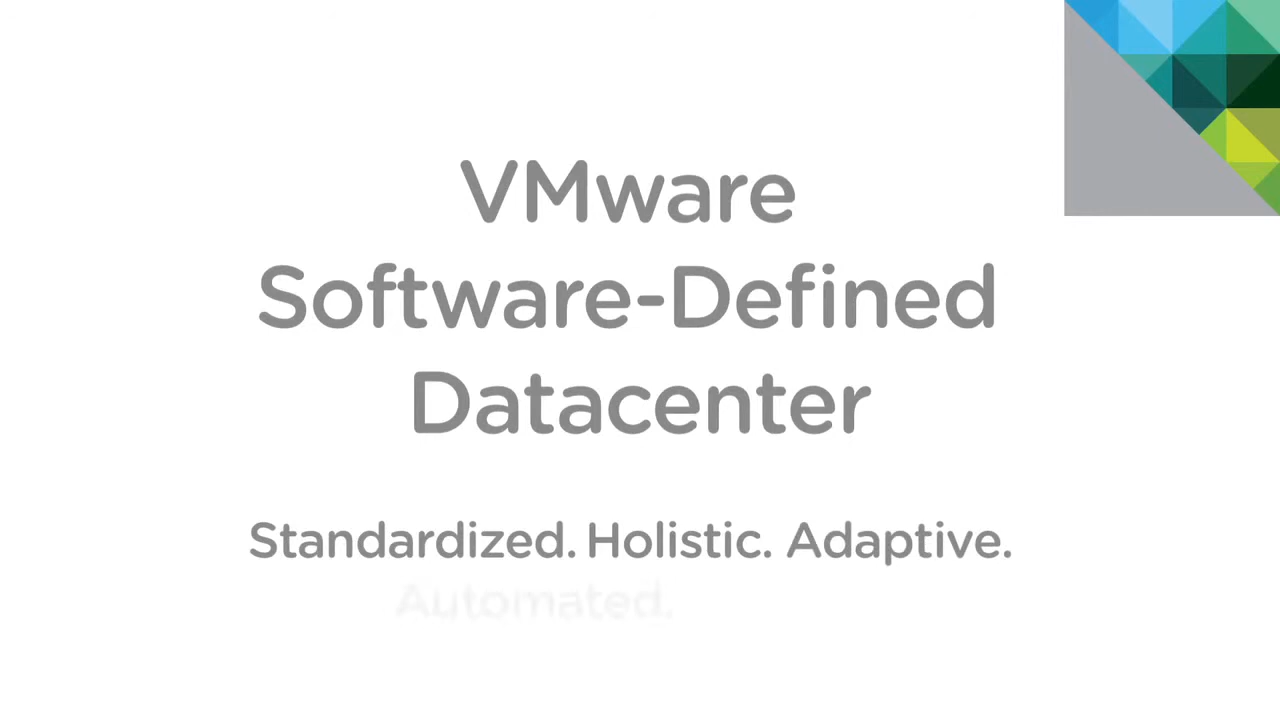 VMware
Software-Defined
Datacenter
Standardized. Holistic. Adaptive.
Automated.